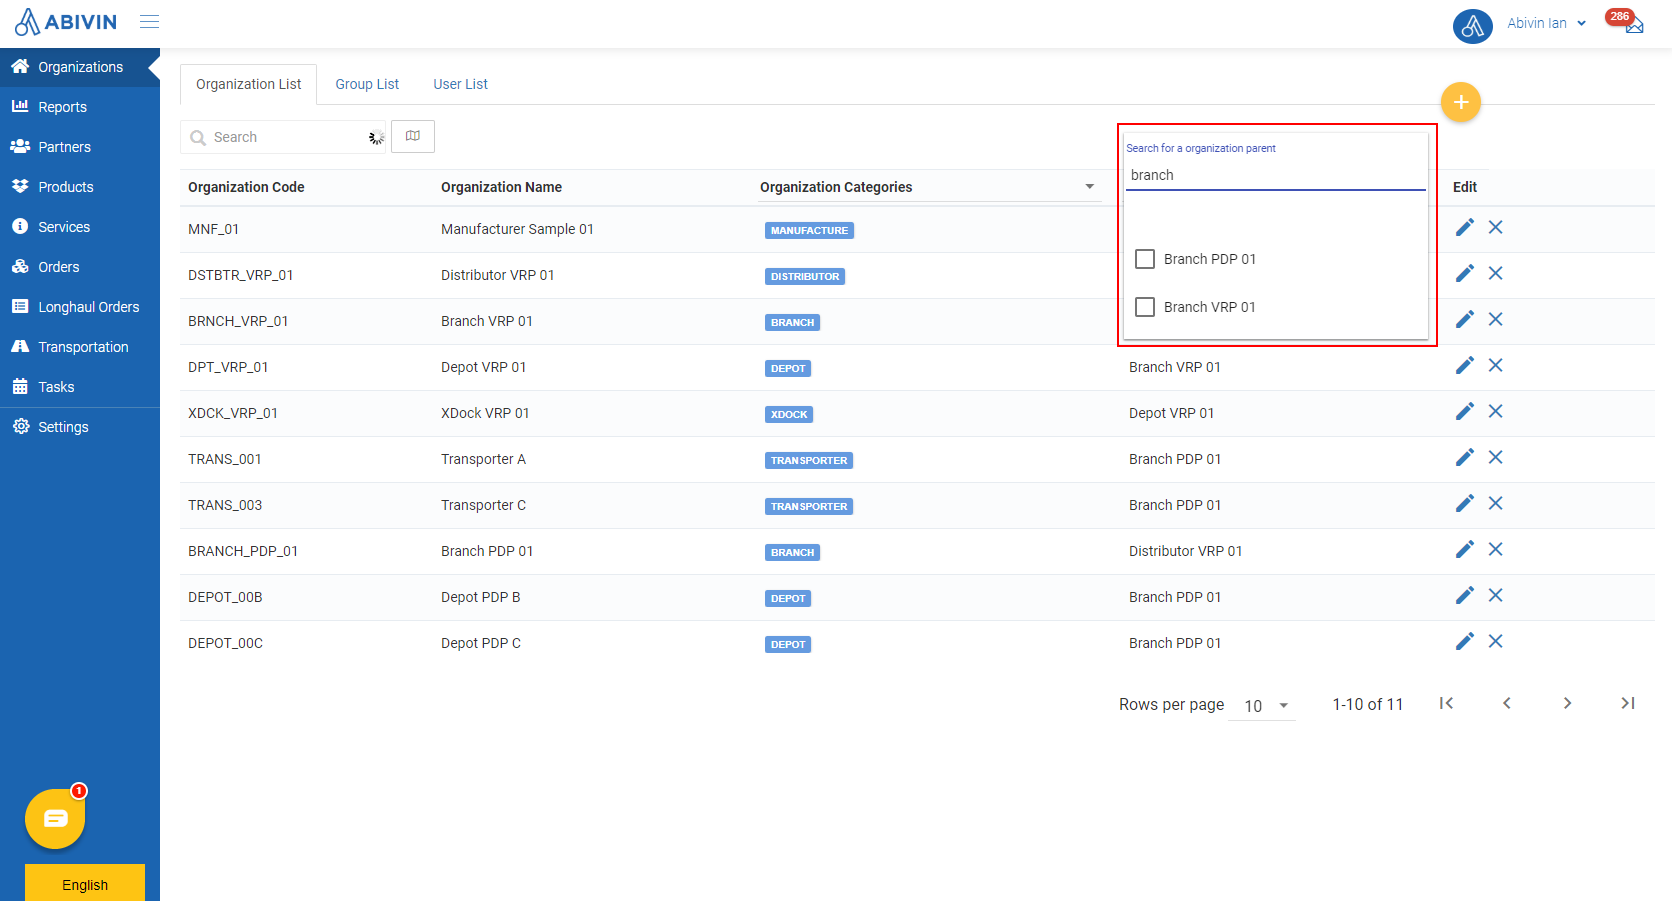 ABIVIN
Abivin Ian
286
Organizations
Reports
Partners
Products
Services
Orders
Longhaul Orders
Transportation
Tasks
Settings
1
English
Organization List Group List User List
+
Search
Search for a organization parent
branch
Branch PDP 01
Branch VRP 01
Organization Code Organization Name Organization Categories Edit
MNF_01 Manufacturer Sample 01 MANUFACTURE
DSTBTR_VRP_01 Distributor VRP 01 DISTRIBUTOR
BRNCH_VRP_01 Branch VRP 01 BRANCH
DPT_VRP_01 Depot VRP 01 DEPOT Branch VRP 01
XDCK_VRP_01 XDock VRP 01 XDOCK Depot VRP 01
TRANS_001 Transporter A TRANSPORTER Branch PDP 01
TRANS_003 Transporter C TRANSPORTER Branch PDP 01
BRANCH_PDP_01 Branch PDP 01 BRANCH Distributor VRP 01
DEPOT_00B Depot PDP B DEPOT Branch PDP 01
DEPOT_00C Depot PDP C DEPOT Branch PDP 01
Rows per page 10 1-10 of 11